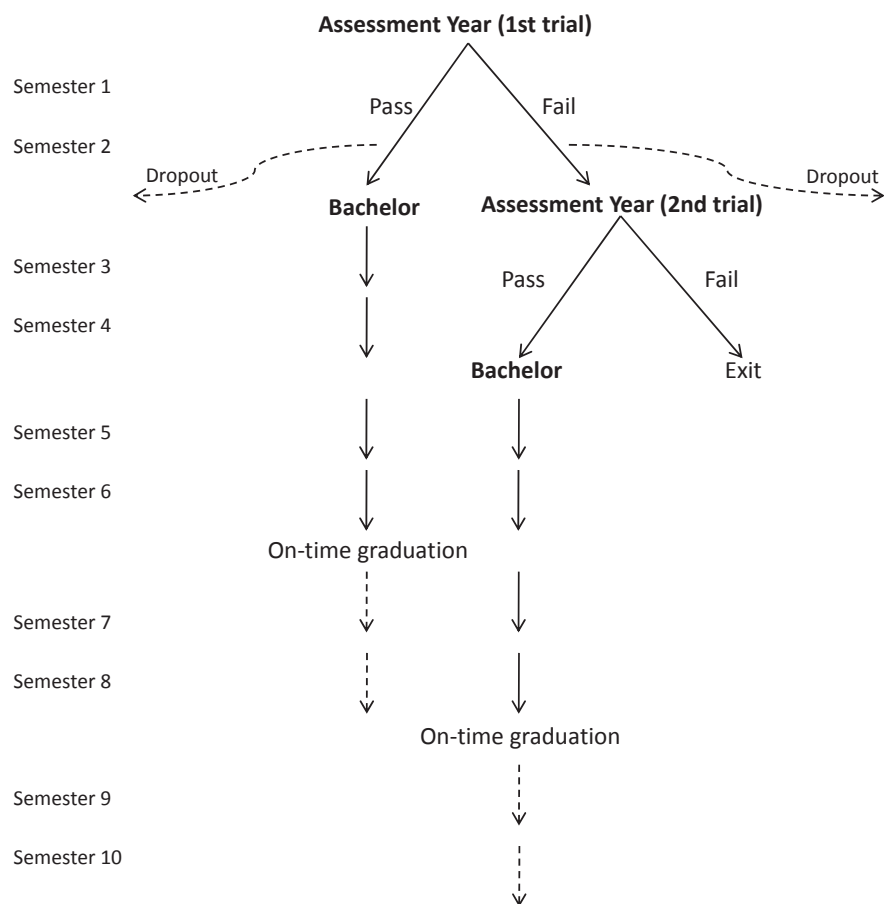 Assessment Year (1st trial)
Semester 1
Pass Fail
Semester 2
Dropout Dropout
Bachelor Assessment Year (2nd trial)
Semester 3
Pass Fail
Semester 4
Bachelor Exit
Semester 5
Semester 6
On-time graduation
Semester 7
Semester 8
On-time graduation
Semester 9
Semester 10